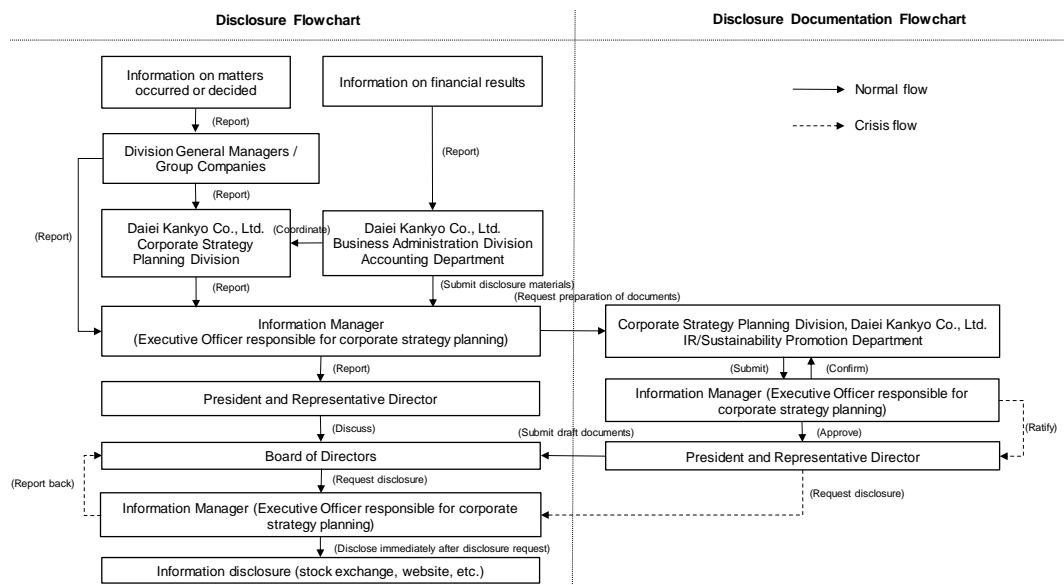 Disclosure Flowchart
Disclosure Documentation Flowchart
Information on matters
occurred or decided
Information on financial results
Normal flow
Crisis flow
(Report)
Division General Managers /
Group Companies
(Report)
(Report)
(Report)
Daiei Kankyo Co., Ltd.
Corporate Strategy
Planning Division
(Coordinate)
Daiei Kankyo Co., Ltd.
Business Administration Division
Accounting Department
(Report)
(Submit disclosure materials)
(Request preparation of documents)
Information Manager
(Executive Officer responsible for corporate strategy planning)
Corporate Strategy Planning Division, Daiei Kankyo Co., Ltd.
IR/Sustainability Promotion Department
(Report)
(Submit)
(Confirm)
President and Representative Director
Information Manager (Executive Officer responsible for
corporate strategy planning)
(Discuss)
(Submit draft documents)
(Approve)
(Ratify)
Board of Directors
President and Representative Director
(Report back)
(Request disclosure)
(Request disclosure)
Information Manager (Executive Officer responsible for corporate
strategy planning)
(Disclose immediately after disclosure request)
Information disclosure (stock exchange, website, etc.)